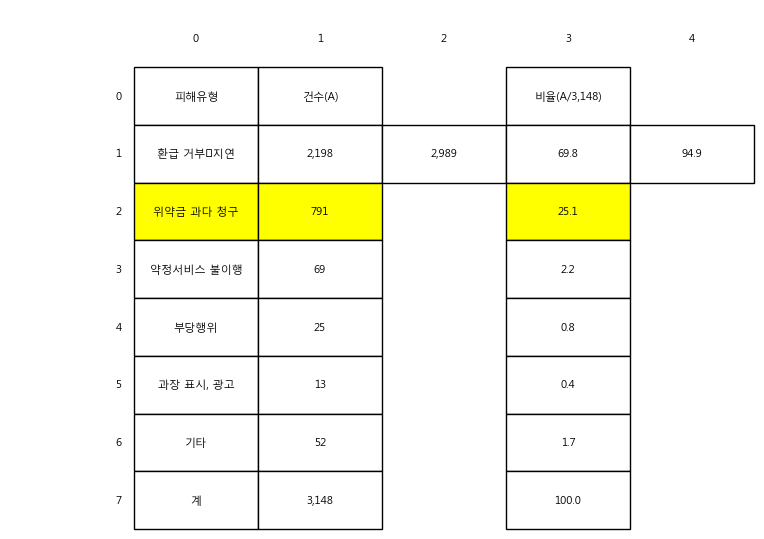 0 1 2 3 4
0 피해유형 건수(A) 비율(A/3,148)
1 환급 거부□지연 2,198 2,989 69.8 94.9
2 위약금 과다 청구 791 25.1
3 약정서비스 불이행 69 2.2
4 부당행위 25 0.8
5 과장 표시, 광고 13 0.4
6 기타 52 1.7
7 계 3,148 100.0